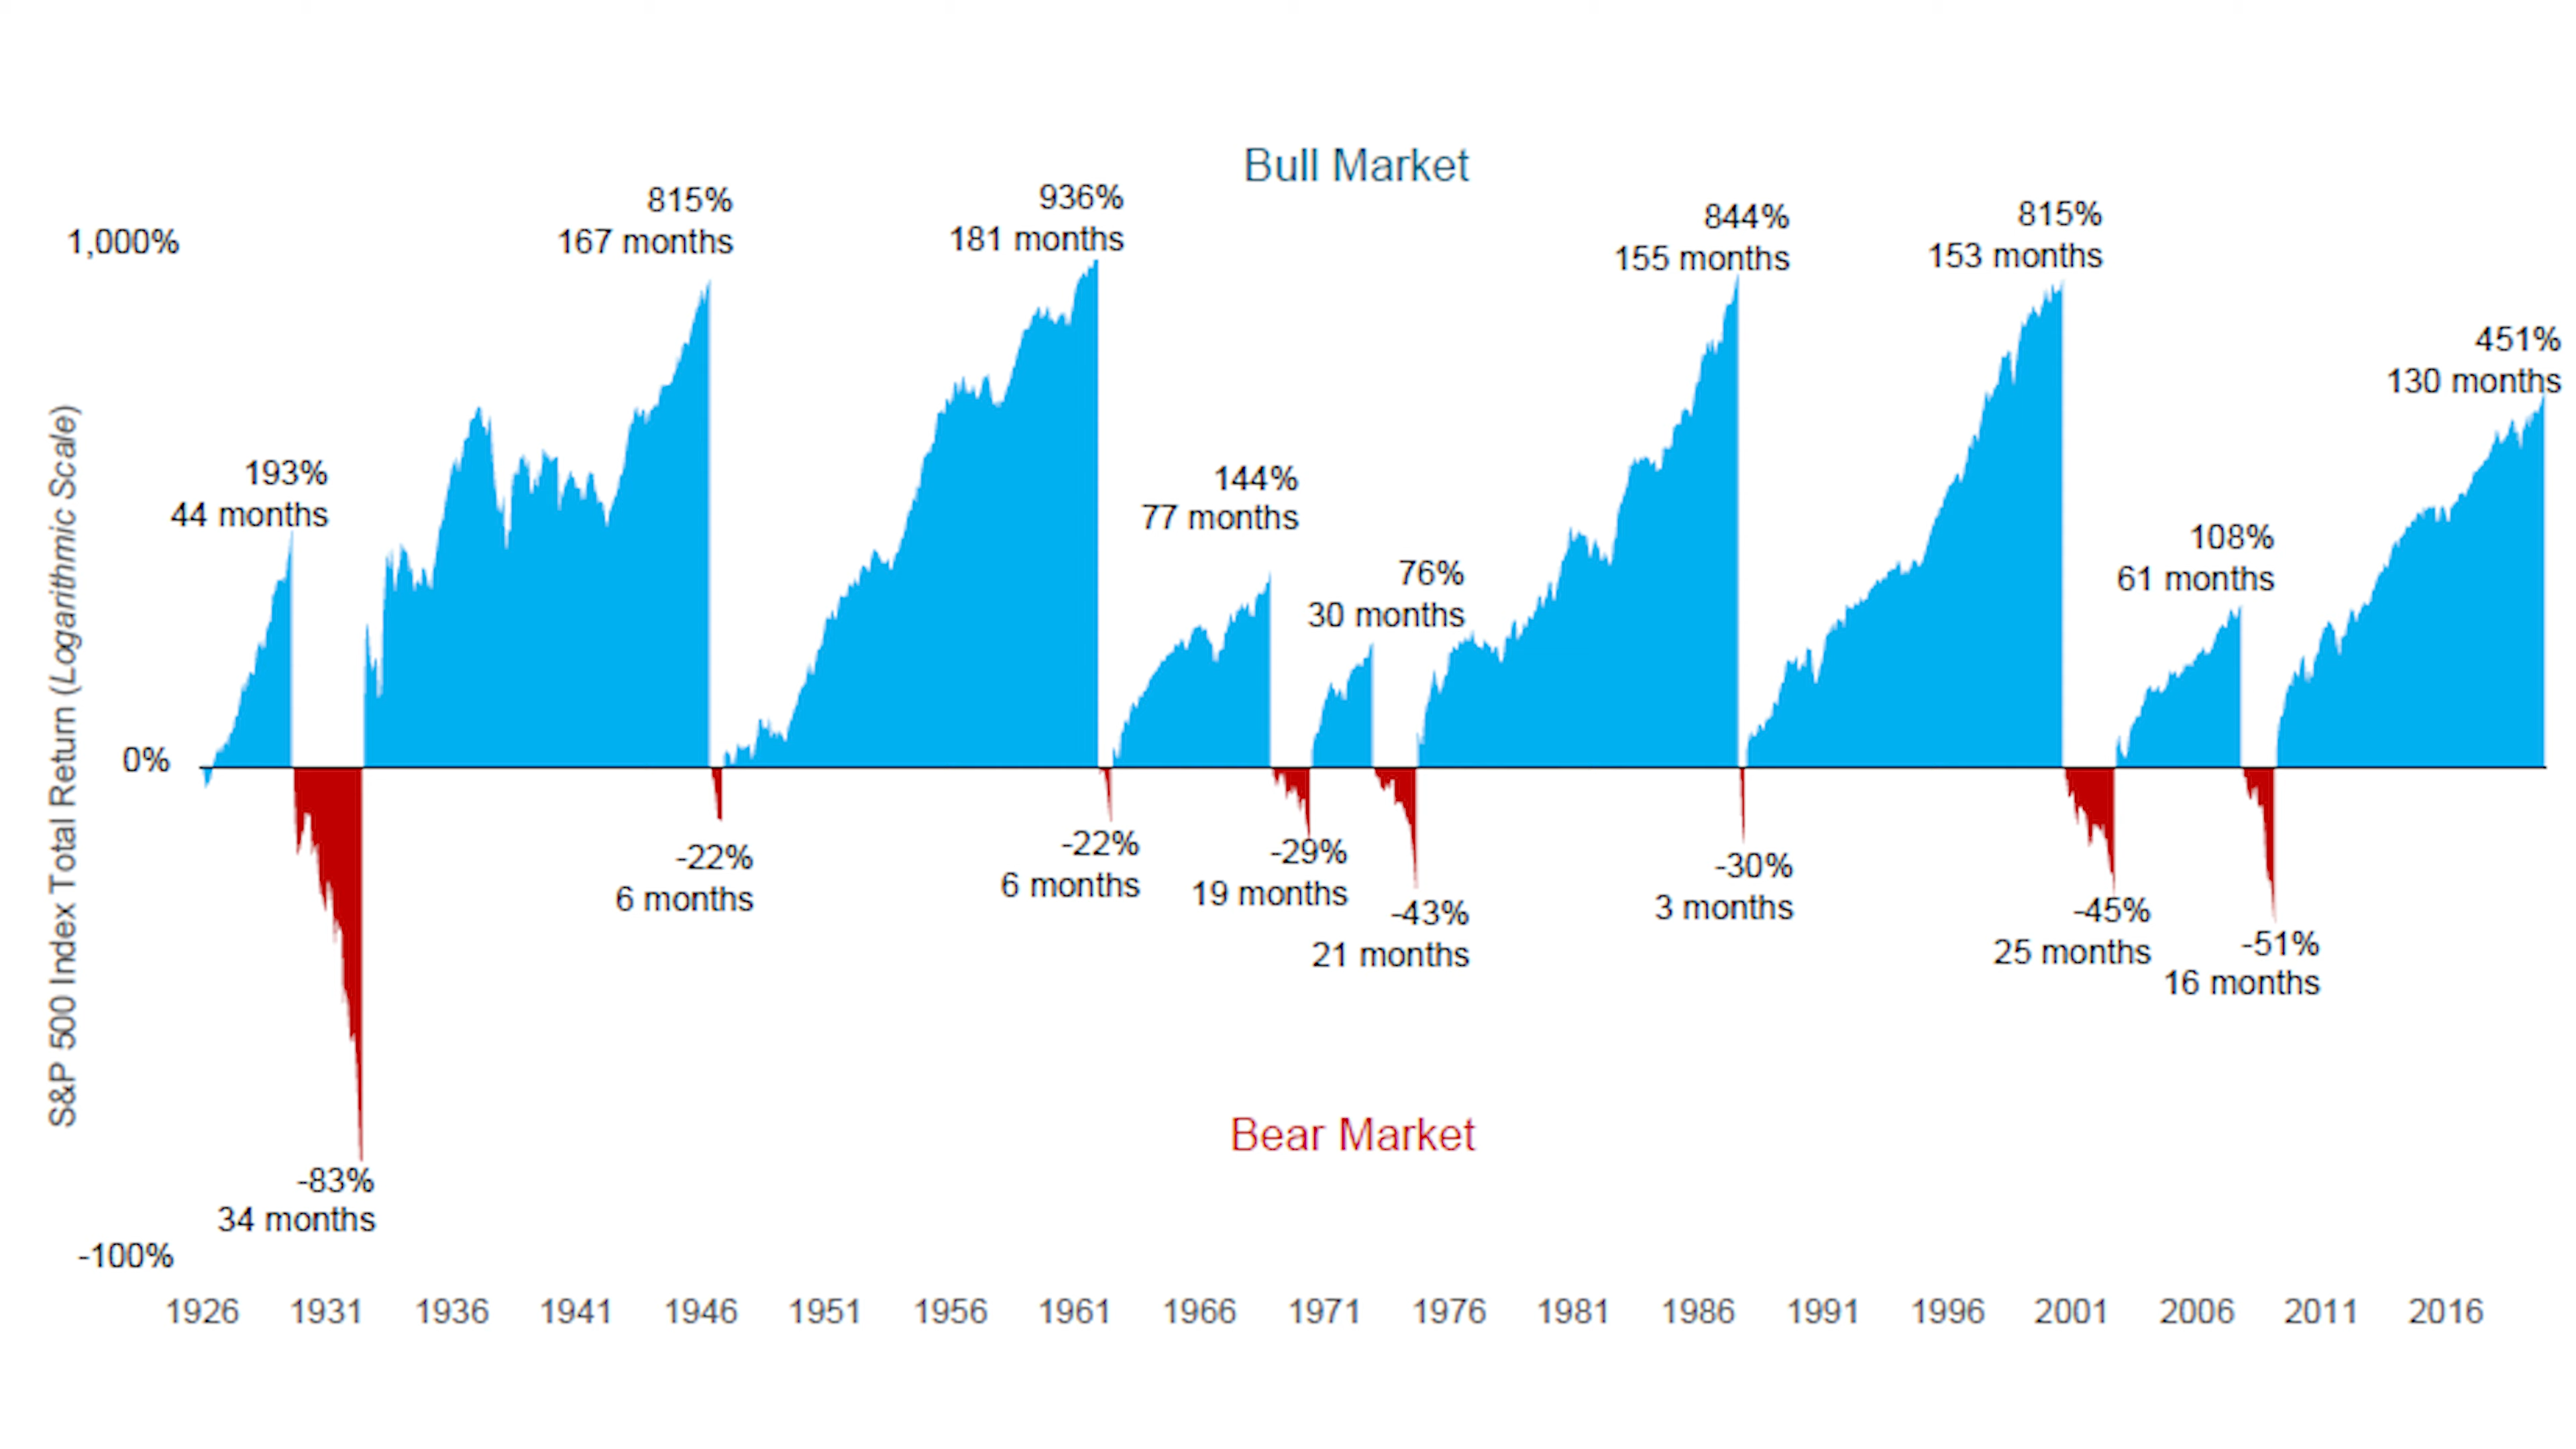 Bull Market
1,000%
0%
-100%
S&P 500 Index Total Return (Logarithmic Scale)
193%
44 months
815%
167 months
936%
181 months
144%
77 months
76%
30 months
844%
155 months
815%
153 months
108%
61 months
451%
130 months
-83%
34 months
-22%
6 months
-22%
6 months
-29%
19 months
-43%
21 months
-30%
3 months
-45%
25 months
-51%
16 months
Bear Market
1926 1931 1936 1941 1946 1951 1956 1961 1966 1971 1976 1981 1986 1991 1996 2001 2006 2011 2016